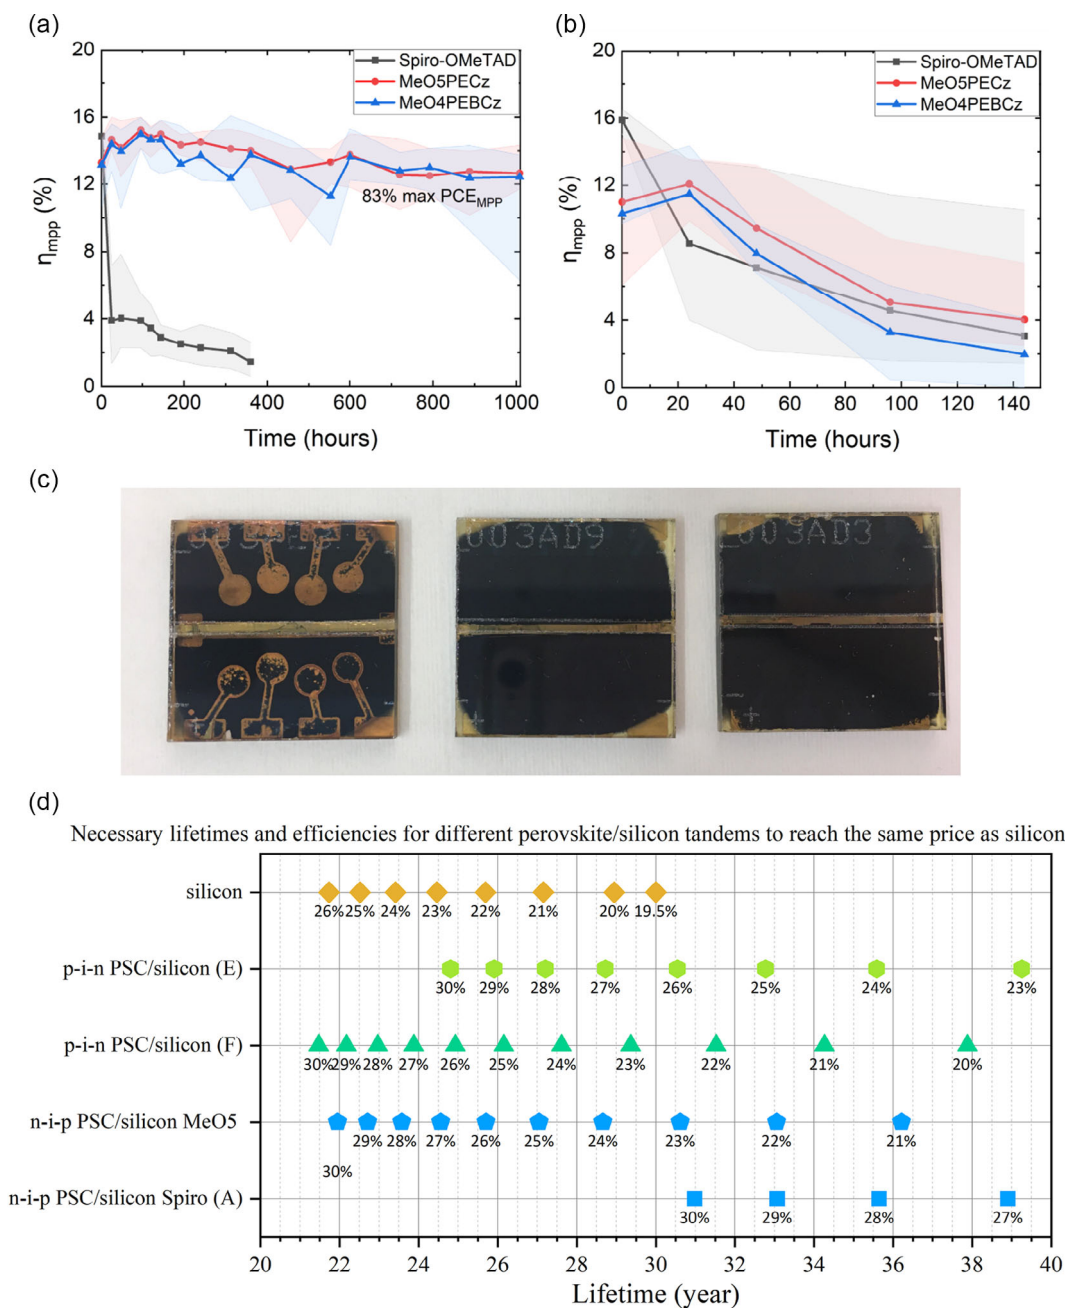 (a)
20
16
12
8
4
0
ηmpp (%)
Spiro-OMeTAD
MeO5PECz
MeO4PEBCz
83% max PCEMPP
0 200 400 600 800 1000
Time (hours)
(b)
20
16
12
8
4
0
ηmpp (%)
Spiro-OMeTAD
MeO5PECz
MeO4PEBCz
0 20 40 60 80 100 120 140
Time (hours)
(c)
003AD9
003AD3
(d)
Necessary lifetimes and efficiencies for different perovskite/silicon tandems to reach the same price as silicon
silicon
26% 25% 24% 23% 22% 21% 20% 19.5%
p-i-n PSC/silicon (E)
30% 29% 28% 27% 26% 25% 24% 23%
p-i-n PSC/silicon (F)
30% 29% 28% 27% 26% 25% 24% 23% 22% 21% 20%
n-i-p PSC/silicon MeO5
29% 28% 27% 26% 25% 24% 23% 22% 21%
30%
n-i-p PSC/silicon Spiro (A)
30% 29% 28% 27%
20 22 24 26 28 30 32 34 36 38 40
Lifetime (year)